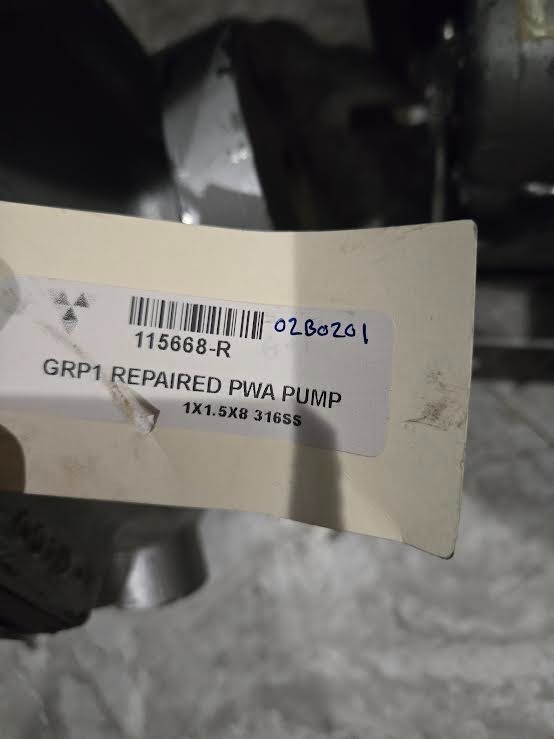 02B0201
115668-R
GRP1 REPAIRED PWA PUMP
1X1.5X8 316SS